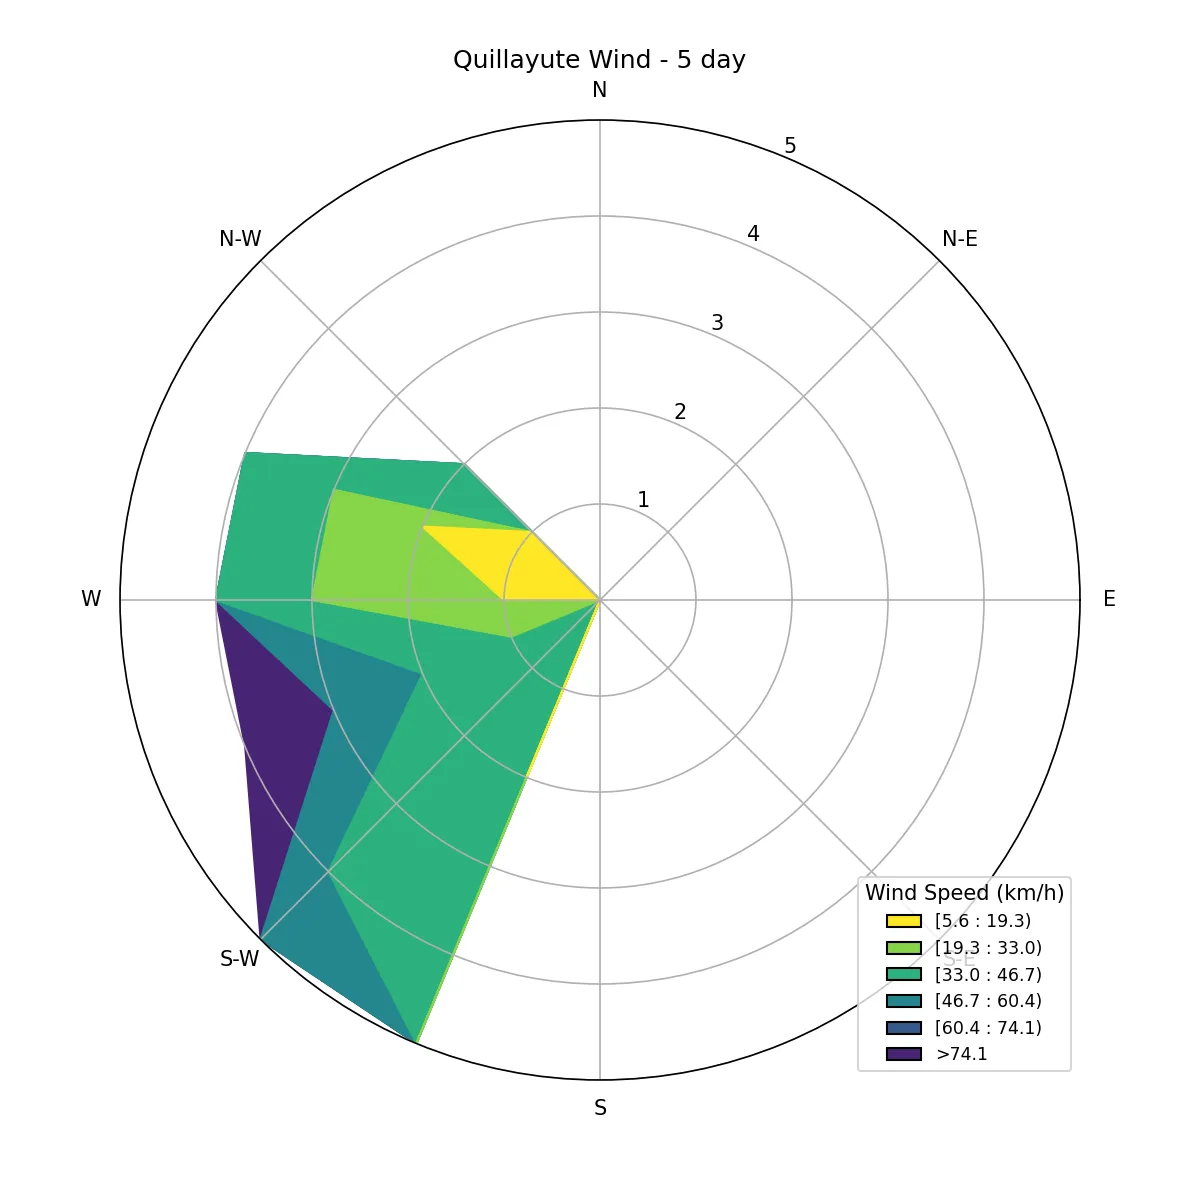 Quillayute Wind - 5 day
N
5
N-W
4
N-E
3
2
1
W
E
S-W
S-E
S
Wind Speed (km/h)
[5.6 : 19.3)
[19.3 : 33.0)
[33.0 : 46.7)
[46.7 : 60.4)
[60.4 : 74.1)
>74.1